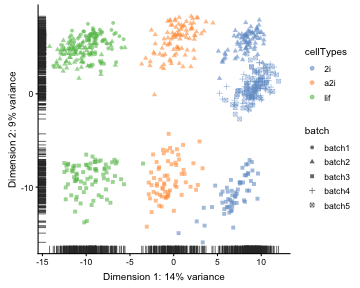 Dimension 2: 9% variance
0
-10
-15
-10
-5
0
5
10
Dimension 1: 14% variance
cellTypes
2i
a2i
lif
batch
batch1
batch2
batch3
batch4
batch5